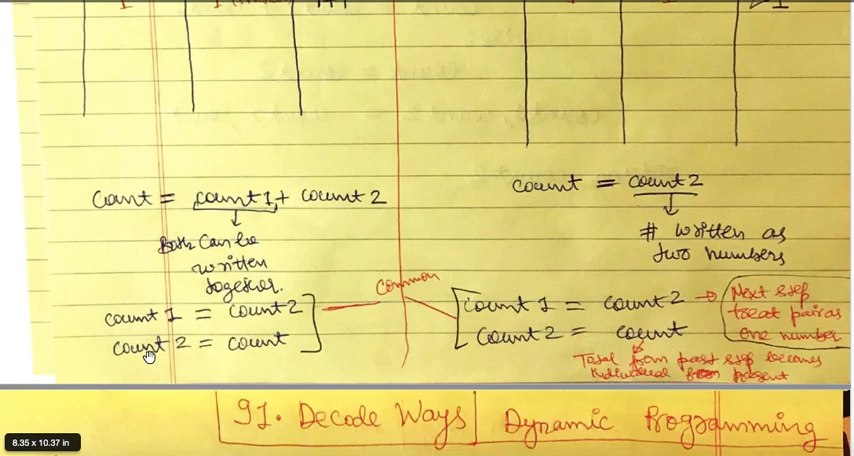 count = count 1 + count 2
Both can be
written
together.
count 1 = count 2
count 2 = count
Common
count = count 2
# written as
two numbers
count 1 = count 2 → Next step
treat pair as
one number
count 2 = count
Total from past step becomes
individual for present
91. Decode Ways | Dynamic Programming
8.35 x 10.37 in